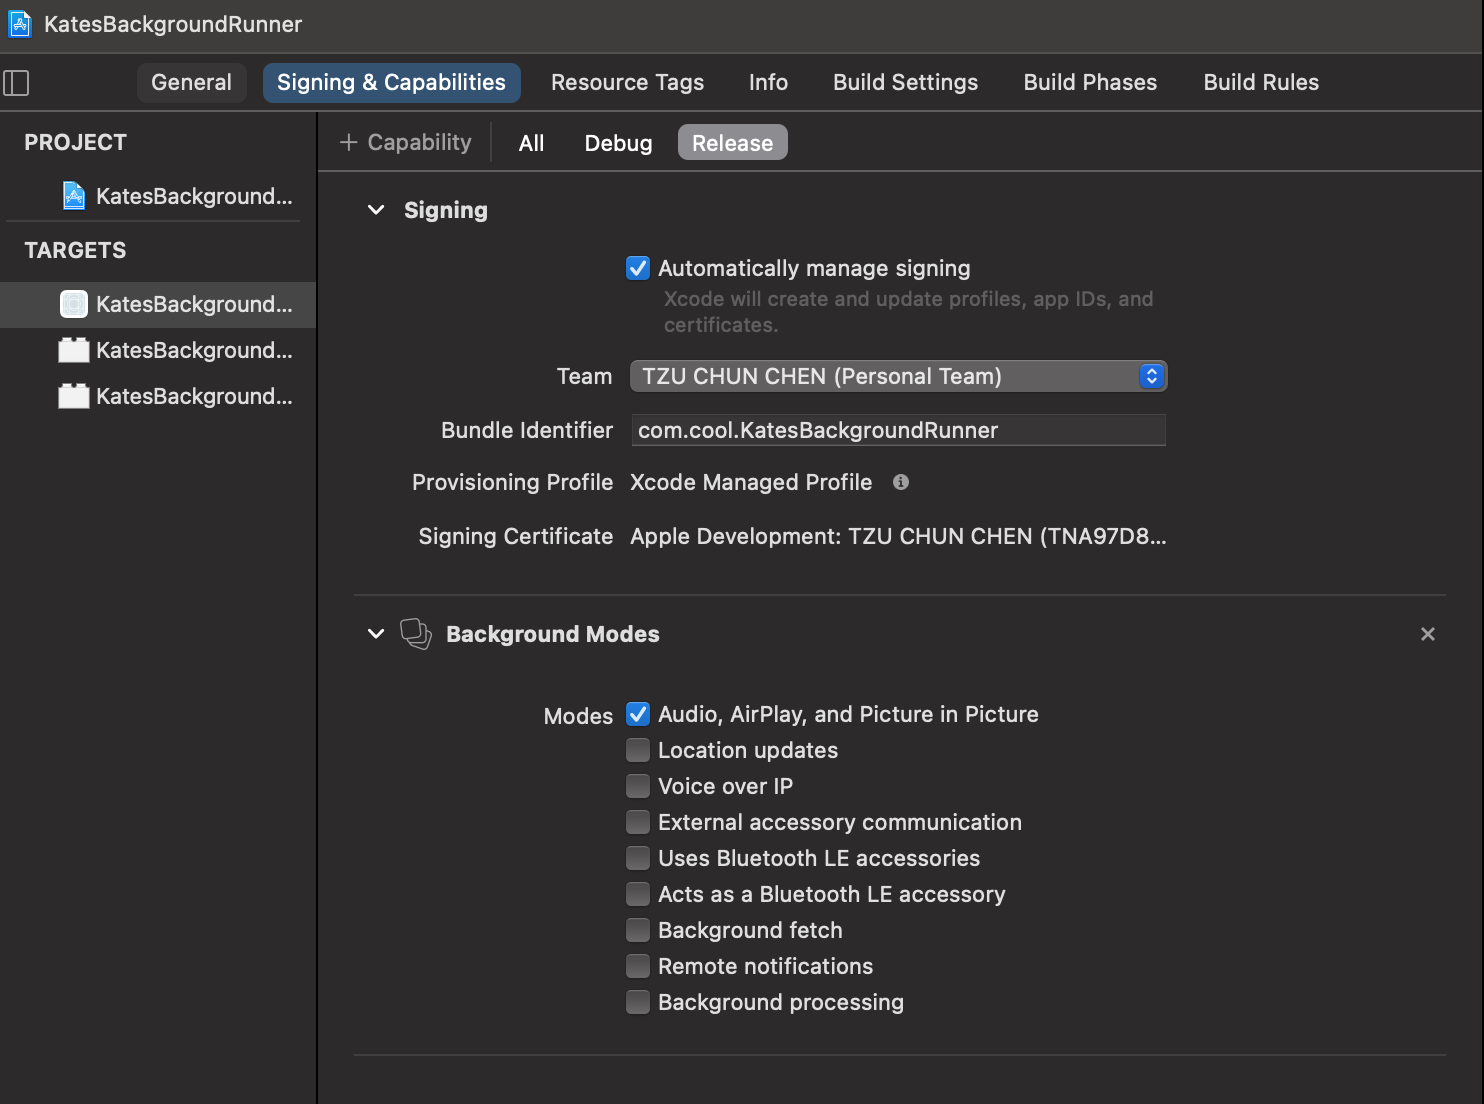 KatesBackgroundRunner
General Signing & Capabilities Resource Tags Info Build Settings Build Phases Build Rules
PROJECT
KatesBackground...
TARGETS
KatesBackground...
KatesBackground...
KatesBackground...
+ Capability All Debug Release
Signing
Automatically manage signing
Xcode will create and update profiles, app IDs, and
certificates.
Team TZU CHUN CHEN (Personal Team)
Bundle Identifier com.cool.KatesBackgroundRunner
Provisioning Profile Xcode Managed Profile
Signing Certificate Apple Development: TZU CHUN CHEN (TNA97D8...
Background Modes
Modes Audio, AirPlay, and Picture in Picture
Location updates
Voice over IP
External accessory communication
Uses Bluetooth LE accessories
Acts as a Bluetooth LE accessory
Background fetch
Remote notifications
Background processing